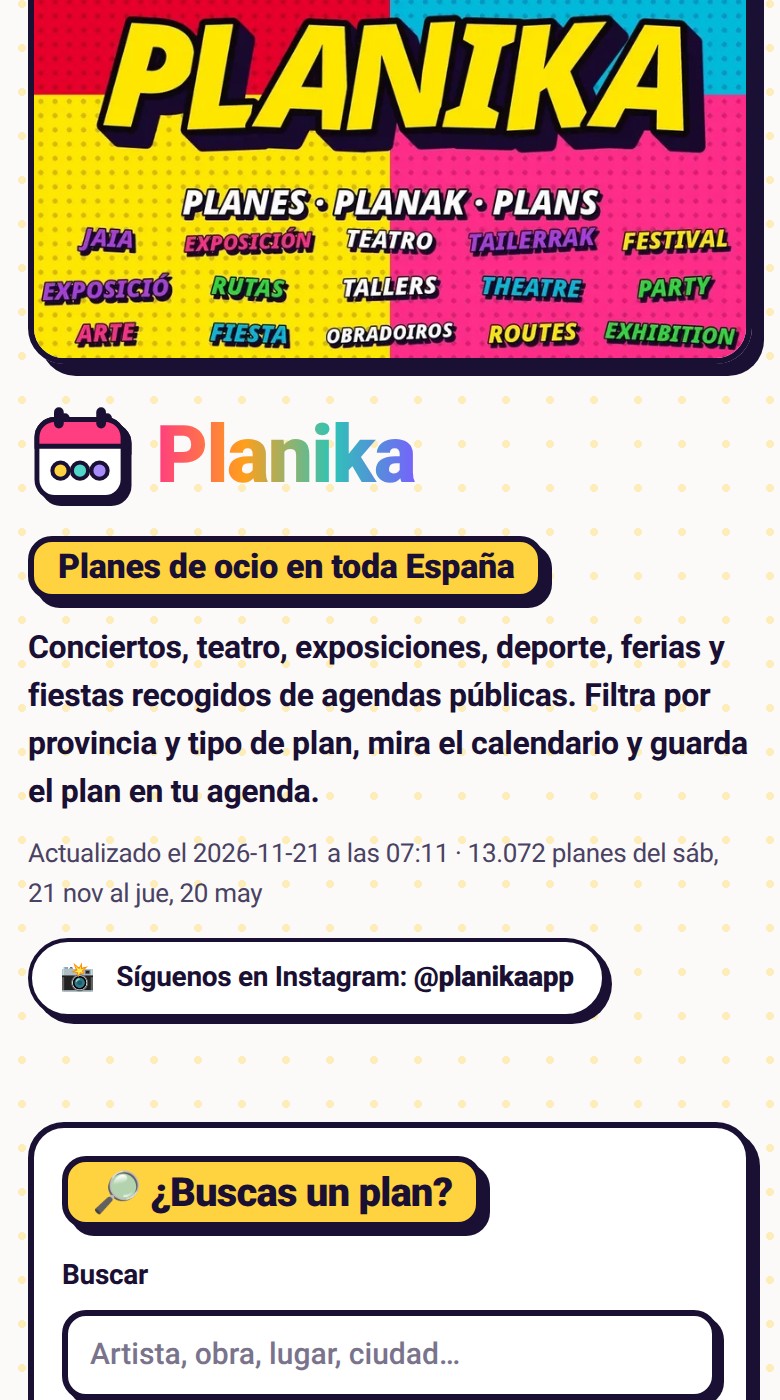 PLANIKA
PLANES · PLANAK · PLANS
JAIA EXPOSICIÓN TEATRO TAILERRAK FESTIVAL
EXPOSICIÓ RUTAS TALLERS THEATRE PARTY
ARTE FIESTA OBRADOIROS ROUTES EXHIBITION
Planika
Planes de ocio en toda España
Conciertos, teatro, exposiciones, deporte, ferias y
fiestas recogidos de agendas públicas. Filtra por
provincia y tipo de plan, mira el calendario y guarda
el plan en tu agenda.
Actualizado el 2026-11-21 a las 07:11 · 13.072 planes del sáb,
21 nov al jue, 20 may
Síguenos en Instagram: @planikaapp
¿Buscas un plan?
Buscar
Artista, obra, lugar, ciudad…